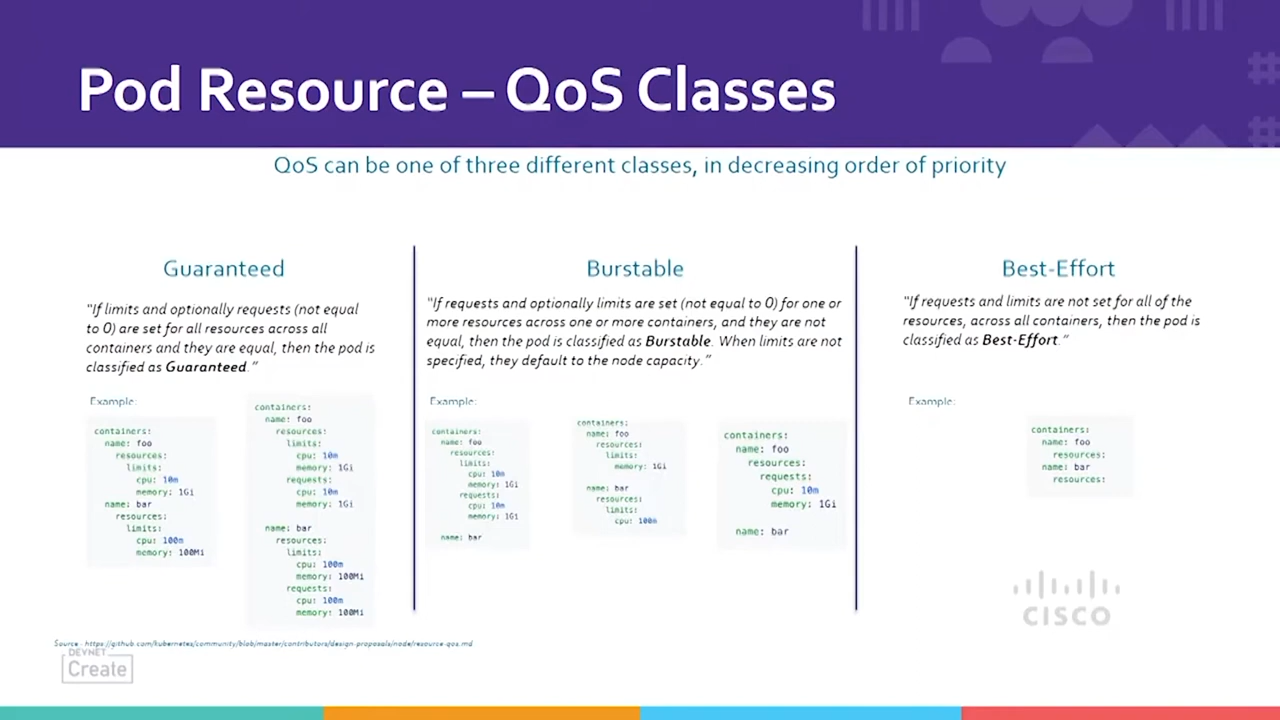 Pod Resource – QoS Classes
QoS can be one of three different classes, in decreasing order of priority
Guaranteed
“If limits and optionally requests (not equal
to 0) are set for all resources across all
containers and they are equal, then the pod is
classified as Guaranteed.”
Example:
containers:
name: foo
resources:
limits:
cpu: 10m
memory: 1Gi
name: bar
resources:
limits:
cpu: 100m
memory: 100Mi
containers:
name: foo
resources:
limits:
cpu: 10m
memory: 1Gi
requests:
cpu: 10m
memory: 1Gi
name: bar
resources:
limits:
cpu: 100m
memory: 100Mi
requests:
cpu: 100m
memory: 100Mi
Burstable
“If requests and optionally limits are set (not equal to 0) for one or
more resources across one or more containers, and they are not
equal, then the pod is classified as Burstable. When limits are not
specified, they default to the node capacity.”
Example:
containers:
name: foo
resources:
limits:
cpu: 10m
memory: 1Gi
requests:
cpu: 10m
memory: 1Gi
name: bar
containers:
name: foo
resources:
limits:
memory: 1Gi
name: bar
resources:
limits:
cpu: 100m
containers:
name: foo
resources:
requests:
cpu: 10m
memory: 1Gi
name: bar
Best-Effort
“If requests and limits are not set for all of the
resources, across all containers, then the pod is
classified as Best-Effort.”
Example:
containers:
name: foo
resources:
name: bar
resources:
CISCO
Source - https://github.com/kubernetes/community/blob/master/contributors/design-proposals/node/resource-qos.md
DEVNET
Create